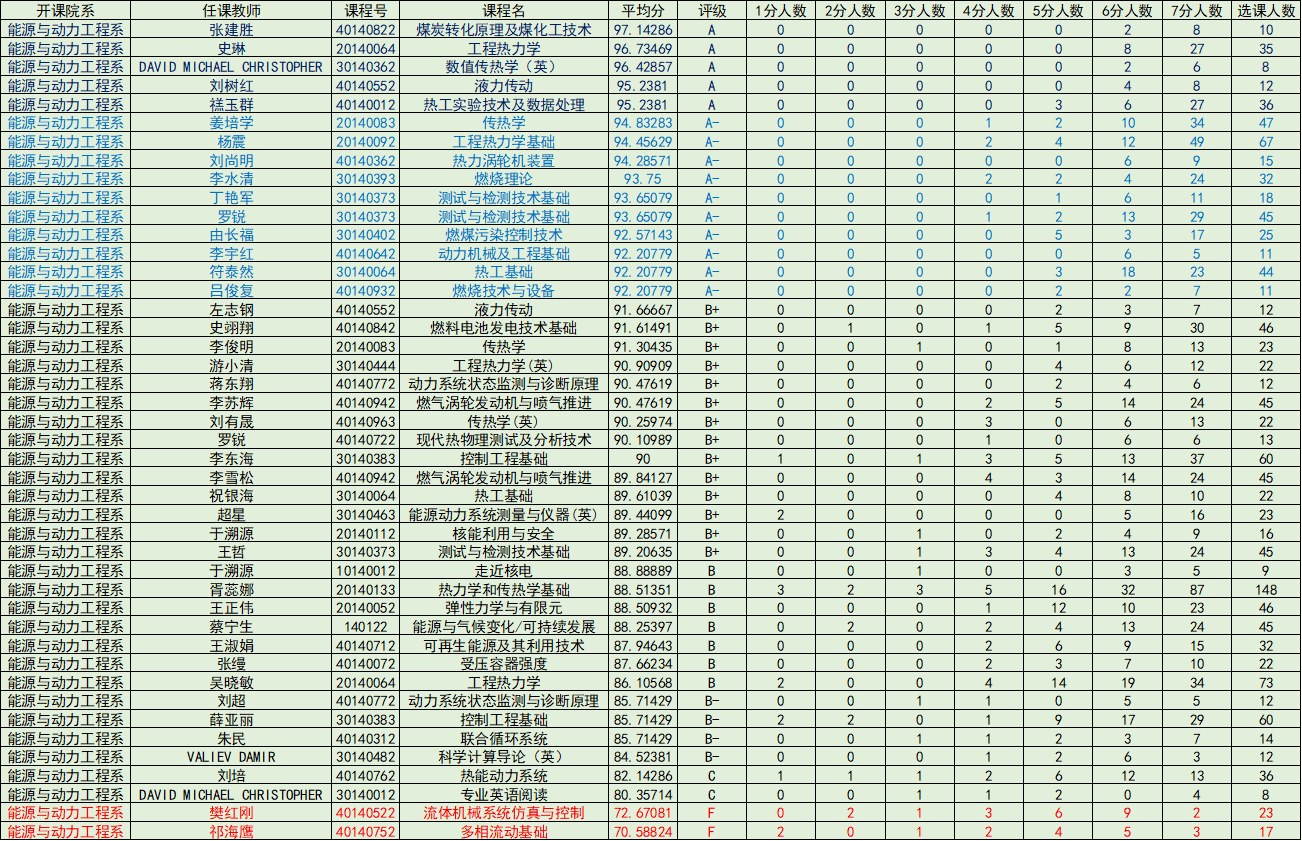 开课院系 任课教师 课程号 课程名 平均分 评级 1分人数 2分人数 3分人数 4分人数 5分人数 6分人数 7分人数 选课人数
能源与动力工程系 张建胜 40140822 煤炭转化原理及煤化工技术 97.14286 A 0 0 0 0 0 2 8 10
能源与动力工程系 史琳 20140064 工程热力学 96.73469 A 0 0 0 0 0 8 27 35
能源与动力工程系 DAVID MICHAEL CHRISTOPHER 30140362 数值传热学（英） 96.42857 A 0 0 0 0 0 2 6 8
能源与动力工程系 刘树红 40140552 液力传动 95.2381 A 0 0 0 0 0 4 8 12
能源与动力工程系 禚玉群 40140012 热工实验技术及数据处理 95.2381 A 0 0 0 0 3 6 27 36
能源与动力工程系 姜培学 20140083 传热学 94.83283 A- 0 0 0 1 2 10 34 47
能源与动力工程系 杨震 20140092 工程热力学基础 94.45629 A- 0 0 0 2 4 12 49 67
能源与动力工程系 刘尚明 40140362 热力涡轮机装置 94.28571 A- 0 0 0 0 0 6 9 15
能源与动力工程系 李水清 30140393 燃烧理论 93.75 A- 0 0 0 2 2 4 24 32
能源与动力工程系 丁艳军 30140373 测试与检测技术基础 93.65079 A- 0 0 0 0 1 6 11 18
能源与动力工程系 罗锐 30140373 测试与检测技术基础 93.65079 A- 0 0 0 1 2 13 29 45
能源与动力工程系 由长福 30140402 燃煤污染控制技术 92.57143 A- 0 0 0 0 5 3 17 25
能源与动力工程系 李宇红 40140642 动力机械及工程基础 92.20779 A- 0 0 0 0 0 6 5 11
能源与动力工程系 符泰然 30140064 热工基础 92.20779 A- 0 0 0 0 3 18 23 44
能源与动力工程系 吕俊复 40140932 燃烧技术与设备 92.20779 A- 0 0 0 0 2 2 7 11
能源与动力工程系 左志钢 40140552 液力传动 91.66667 B+ 0 0 0 0 2 3 7 12
能源与动力工程系 史翊翔 40140842 燃料电池发电技术基础 91.61491 B+ 0 1 0 1 5 9 30 46
能源与动力工程系 李俊明 20140083 传热学 91.30435 B+ 0 0 1 0 1 8 13 23
能源与动力工程系 游小清 30140444 工程热力学(英) 90.90909 B+ 0 0 0 0 4 6 12 22
能源与动力工程系 蒋东翔 40140772 动力系统状态监测与诊断原理 90.47619 B+ 0 0 0 0 2 4 6 12
能源与动力工程系 李苏辉 40140942 燃气涡轮发动机与喷气推进 90.47619 B+ 0 0 0 2 5 14 24 45
能源与动力工程系 刘有晟 40140963 传热学(英) 90.25974 B+ 0 0 0 3 0 6 13 22
能源与动力工程系 罗锐 40140722 现代热物理测试及分析技术 90.10989 B+ 0 0 0 1 0 6 6 13
能源与动力工程系 李东海 30140383 控制工程基础 90 B+ 1 0 1 3 5 13 37 60
能源与动力工程系 李雪松 40140942 燃气涡轮发动机与喷气推进 89.84127 B+ 0 0 0 4 3 14 24 45
能源与动力工程系 祝银海 30140064 热工基础 89.61039 B+ 0 0 0 0 4 8 10 22
能源与动力工程系 超星 30140463 能源动力系统测量与仪器(英) 89.44099 B+ 2 0 0 0 0 5 16 23
能源与动力工程系 于溯源 20140112 核能利用与安全 89.28571 B+ 0 0 1 0 2 4 9 16
能源与动力工程系 王哲 30140373 测试与检测技术基础 89.20635 B+ 0 0 1 3 4 13 24 45
能源与动力工程系 于溯源 10140012 走近核电 88.88889 B 0 0 1 0 0 3 5 9
能源与动力工程系 胥蕊娜 20140133 热力学和传热学基础 88.51351 B 3 2 3 5 16 32 87 148
能源与动力工程系 王正伟 20140052 弹性力学与有限元 88.50932 B 0 0 0 1 12 10 23 46
能源与动力工程系 蔡宁生 140122 能源与气候变化/可持续发展 88.25397 B 0 2 0 2 4 13 24 45
能源与动力工程系 王淑娟 40140712 可再生能源及其利用技术 87.94643 B 0 0 0 2 6 9 15 32
能源与动力工程系 张缦 40140072 受压容器强度 87.66234 B 0 0 0 2 3 7 10 22
能源与动力工程系 吴晓敏 20140064 工程热力学 86.10568 B 2 0 0 4 14 19 34 73
能源与动力工程系 刘超 40140772 动力系统状态监测与诊断原理 85.71429 B- 0 0 1 1 0 5 5 12
能源与动力工程系 薛亚丽 30140383 控制工程基础 85.71429 B- 2 2 0 1 9 17 29 60
能源与动力工程系 朱民 40140312 联合循环系统 85.71429 B- 0 0 1 1 2 3 7 14
能源与动力工程系 VALIEV DAMIR 30140482 科学计算导论（英） 84.52381 B- 0 0 0 1 2 6 3 12
能源与动力工程系 刘培 40140762 热能动力系统 82.14286 C 1 1 1 2 6 12 13 36
能源与动力工程系 DAVID MICHAEL CHRISTOPHER 30140012 专业英语阅读 80.35714 C 0 0 1 1 2 0 4 8
能源与动力工程系 樊红刚 40140522 流体机械系统仿真与控制 72.67081 F 0 2 1 3 6 9 2 23
能源与动力工程系 祁海鹰 40140752 多相流动基础 70.58824 F 2 0 1 2 4 5 3 17